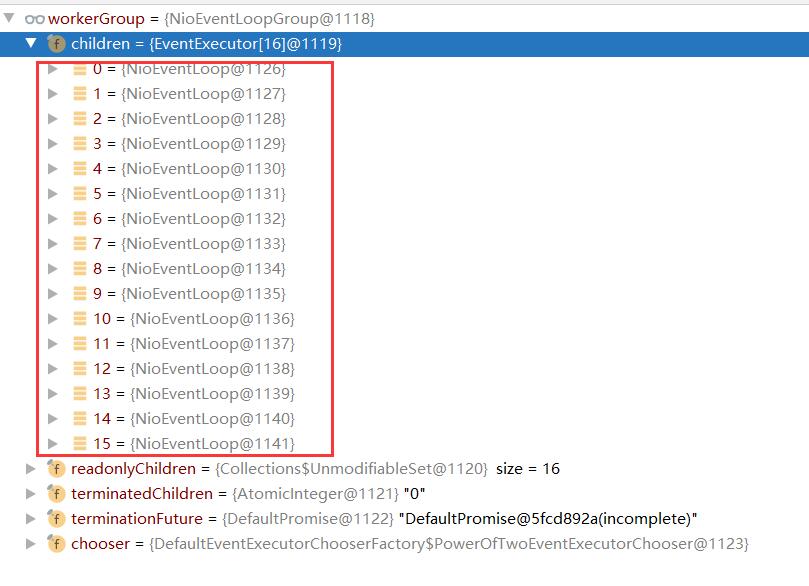 workerGroup = {NioEventLoopGroup@1118}
children = {EventExecutor[16]@1119}
0 = {NioEventLoop@1126}
1 = {NioEventLoop@1127}
2 = {NioEventLoop@1128}
3 = {NioEventLoop@1129}
4 = {NioEventLoop@1130}
5 = {NioEventLoop@1131}
6 = {NioEventLoop@1132}
7 = {NioEventLoop@1133}
8 = {NioEventLoop@1134}
9 = {NioEventLoop@1135}
10 = {NioEventLoop@1136}
11 = {NioEventLoop@1137}
12 = {NioEventLoop@1138}
13 = {NioEventLoop@1139}
14 = {NioEventLoop@1140}
15 = {NioEventLoop@1141}
readonlyChildren = {Collections$UnmodifiableSet@1120} size = 16
terminatedChildren = {AtomicInteger@1121} "0"
terminationFuture = {DefaultPromise@1122} "DefaultPromise@5fcd892a(incomplete)"
chooser = {DefaultEventExecutorChooserFactory$PowerOfTwoEventExecutorChooser@1123}